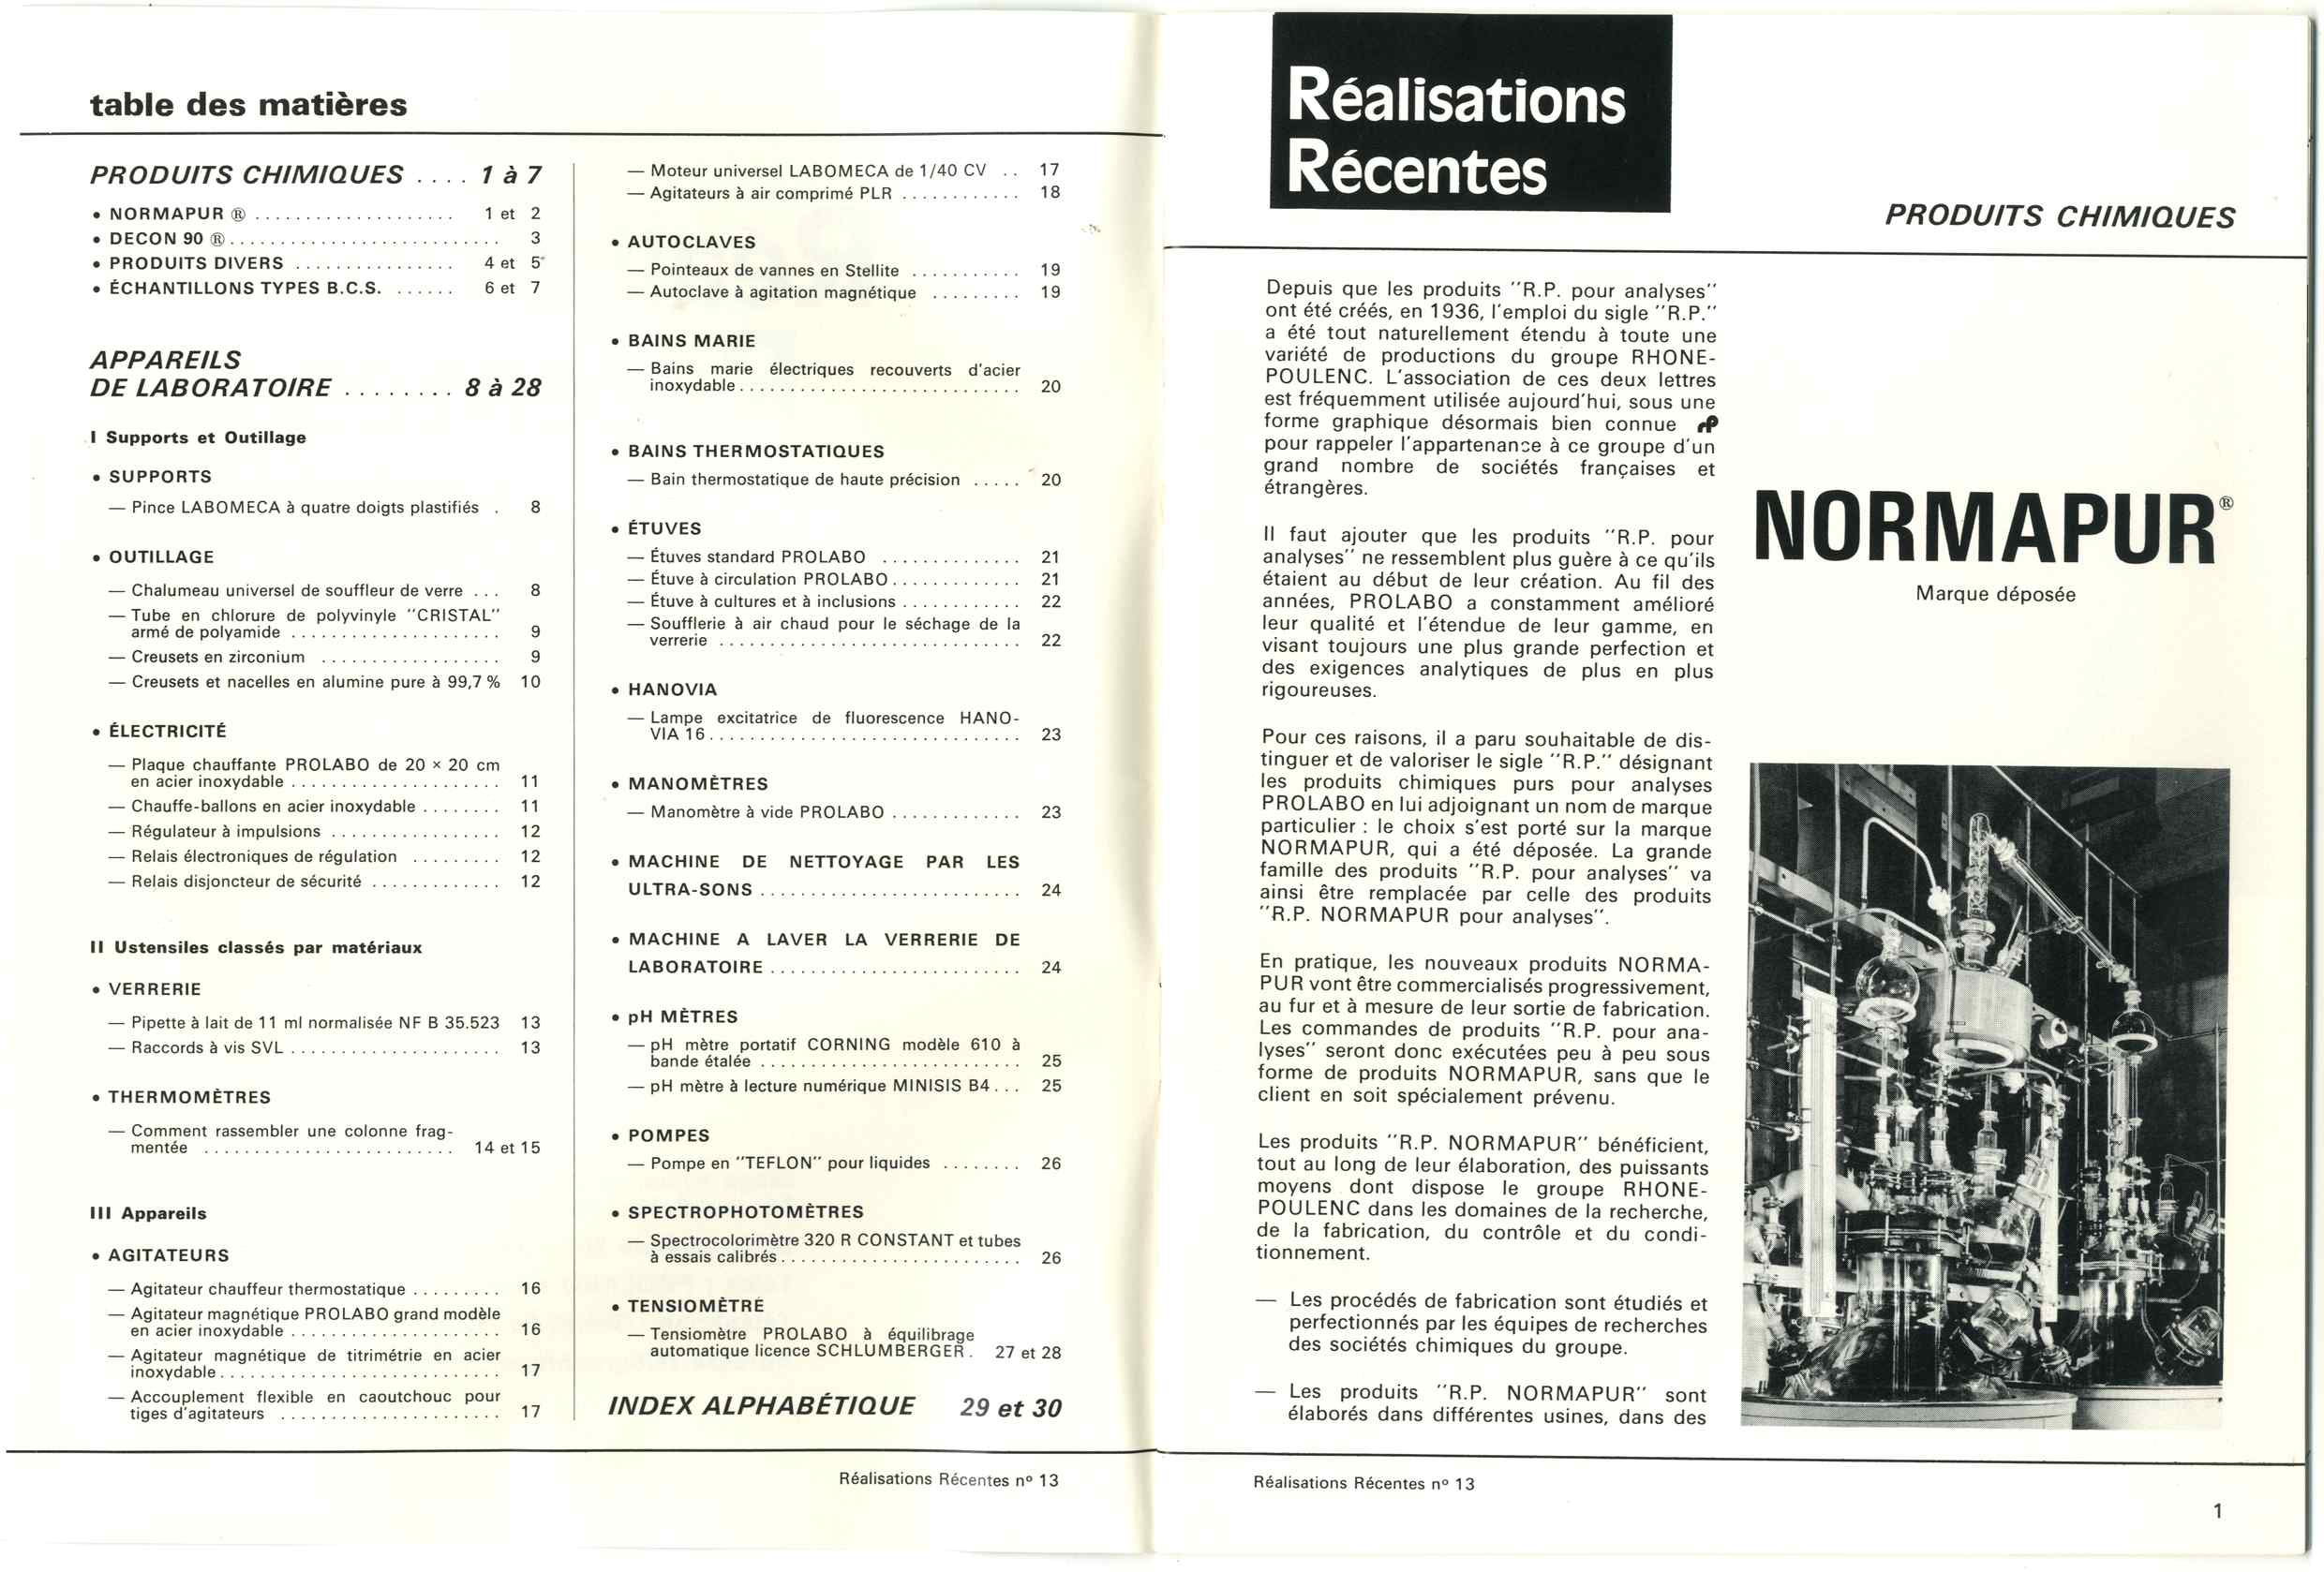 table des matières
PRODUITS CHIMIQUES .... 1 à 7
• NORMAPUR ® .................... 1 et 2
• DECON 90 ® ........................... 3
• PRODUITS DIVERS ................ 4 et 5
• ÉCHANTILLONS TYPES B.C.S. ...... 6 et 7
APPAREILS
DE LABORATOIRE ........ 8 à 28
I Supports et Outillage
• SUPPORTS
— Pince LABOMECA à quatre doigts plastifiés . 8
• OUTILLAGE
— Chalumeau universel de souffleur de verre ... 8
— Tube en chlorure de polyvinyle "CRISTAL"
armé de polyamide ..................... 9
— Creusets en zirconium .................. 9
— Creusets et nacelles en alumine pure à 99,7 % 10
• ÉLECTRICITÉ
— Plaque chauffante PROLABO de 20 × 20 cm
en acier inoxydable ..................... 11
— Chauffe-ballons en acier inoxydable ........ 11
— Régulateur à impulsions ................. 12
— Relais électroniques de régulation ......... 12
— Relais disjoncteur de sécurité ............. 12
II Ustensiles classés par matériaux
• VERRERIE
— Pipette à lait de 11 ml normalisée NF B 35.523 13
— Raccords à vis SVL ..................... 13
• THERMOMÈTRES
— Comment rassembler une colonne frag-
mentée ......................... 14 et 15
III Appareils
• AGITATEURS
— Agitateur chauffeur thermostatique ......... 16
— Agitateur magnétique PROLABO grand modèle
en acier inoxydable ..................... 16
— Agitateur magnétique de titrimétrie en acier
inoxydable ............................ 17
— Accouplement flexible en caoutchouc pour
tiges d'agitateurs ...................... 17
— Moteur universel LABOMECA de 1/40 CV .. 17
— Agitateurs à air comprimé PLR ............ 18
• AUTOCLAVES
— Pointeaux de vannes en Stellite ........... 19
— Autoclave à agitation magnétique ......... 19
• BAINS MARIE
— Bains marie électriques recouverts d'acier
inoxydable ............................ 20
• BAINS THERMOSTATIQUES
— Bain thermostatique de haute précision ..... 20
• ÉTUVES
— Étuves standard PROLABO .............. 21
— Étuve à circulation PROLABO ............. 21
— Étuve à cultures et à inclusions ............ 22
— Soufflerie à air chaud pour le séchage de la
verrerie .............................. 22
• HANOVIA
— Lampe excitatrice de fluorescence HANO-
VIA 16 ............................... 23
• MANOMÈTRES
— Manomètre à vide PROLABO ............. 23
• MACHINE DE NETTOYAGE PAR LES
ULTRA-SONS .......................... 24
• MACHINE A LAVER LA VERRERIE DE
LABORATOIRE ......................... 24
• pH MÈTRES
— pH mètre portatif CORNING modèle 610 à
bande étalée .......................... 25
— pH mètre à lecture numérique MINISIS B4 ... 25
• POMPES
— Pompe en "TEFLON" pour liquides ........ 26
• SPECTROPHOTOMÈTRES
— Spectrocolorimètre 320 R CONSTANT et tubes
à essais calibrés ........................ 26
• TENSIOMÈTRE
— Tensiomètre PROLABO à équilibrage
automatique licence SCHLUMBERGER . 27 et 28
INDEX ALPHABÉTIQUE 29 et 30
Réalisations Récentes nº 13
Réalisations
Récentes
PRODUITS CHIMIQUES
Depuis que les produits "R.P. pour analyses"
ont été créés, en 1936, l'emploi du sigle "R.P."
a été tout naturellement étendu à toute une
variété de productions du groupe RHONE-
POULENC. L'association de ces deux lettres
est fréquemment utilisée aujourd'hui, sous une
forme graphique désormais bien connue rP
pour rappeler l'appartenance à ce groupe d'un
grand nombre de sociétés françaises et
étrangères.
Il faut ajouter que les produits "R.P. pour
analyses" ne ressemblent plus guère à ce qu'ils
étaient au début de leur création. Au fil des
années, PROLABO a constamment amélioré
leur qualité et l'étendue de leur gamme, en
visant toujours une plus grande perfection et
des exigences analytiques de plus en plus
rigoureuses.
Pour ces raisons, il a paru souhaitable de dis-
tinguer et de valoriser le sigle "R.P." désignant
les produits chimiques purs pour analyses
PROLABO en lui adjoignant un nom de marque
particulier : le choix s'est porté sur la marque
NORMAPUR, qui a été déposée. La grande
famille des produits "R.P. pour analyses" va
ainsi être remplacée par celle des produits
"R.P. NORMAPUR pour analyses".
En pratique, les nouveaux produits NORMA-
PUR vont être commercialisés progressivement,
au fur et à mesure de leur sortie de fabrication.
Les commandes de produits "R.P. pour ana-
lyses" seront donc exécutées peu à peu sous
forme de produits NORMAPUR, sans que le
client en soit spécialement prévenu.
Les produits "R.P. NORMAPUR" bénéficient,
tout au long de leur élaboration, des puissants
moyens dont dispose le groupe RHONE-
POULENC dans les domaines de la recherche,
de la fabrication, du contrôle et du condi-
tionnement.
— Les procédés de fabrication sont étudiés et
perfectionnés par les équipes de recherches
des sociétés chimiques du groupe.
— Les produits "R.P. NORMAPUR" sont
élaborés dans différentes usines, dans des
NORMAPUR®
Marque déposée
Réalisations Récentes nº 13
1